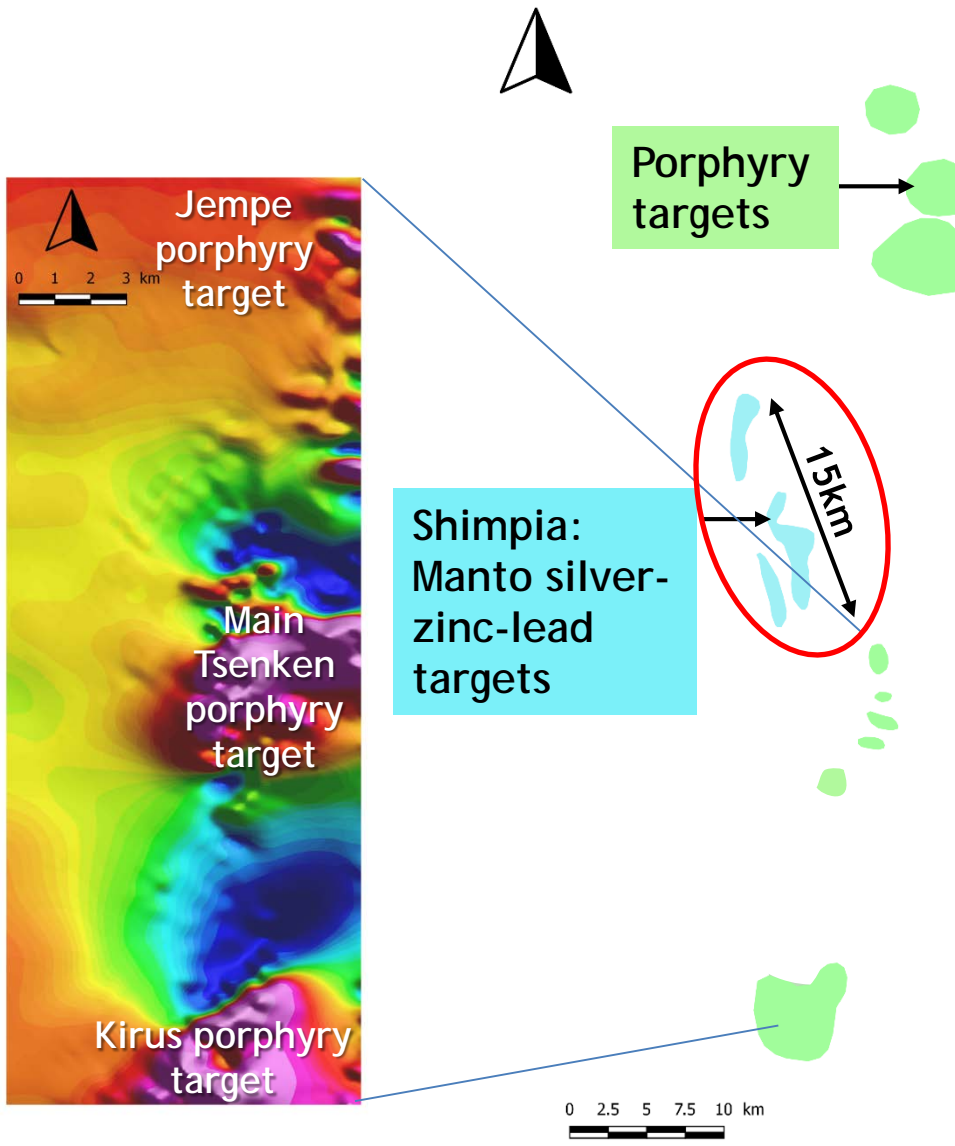 Porphyry
targets
Jempe
porphyry
target
0 1 2 3 km
15km
Shimpia:
Manto silver-
zinc-lead
targets
Main
Tsenken
porphyry
target
Kirus porphyry
target
0 2.5 5 7.5 10 km